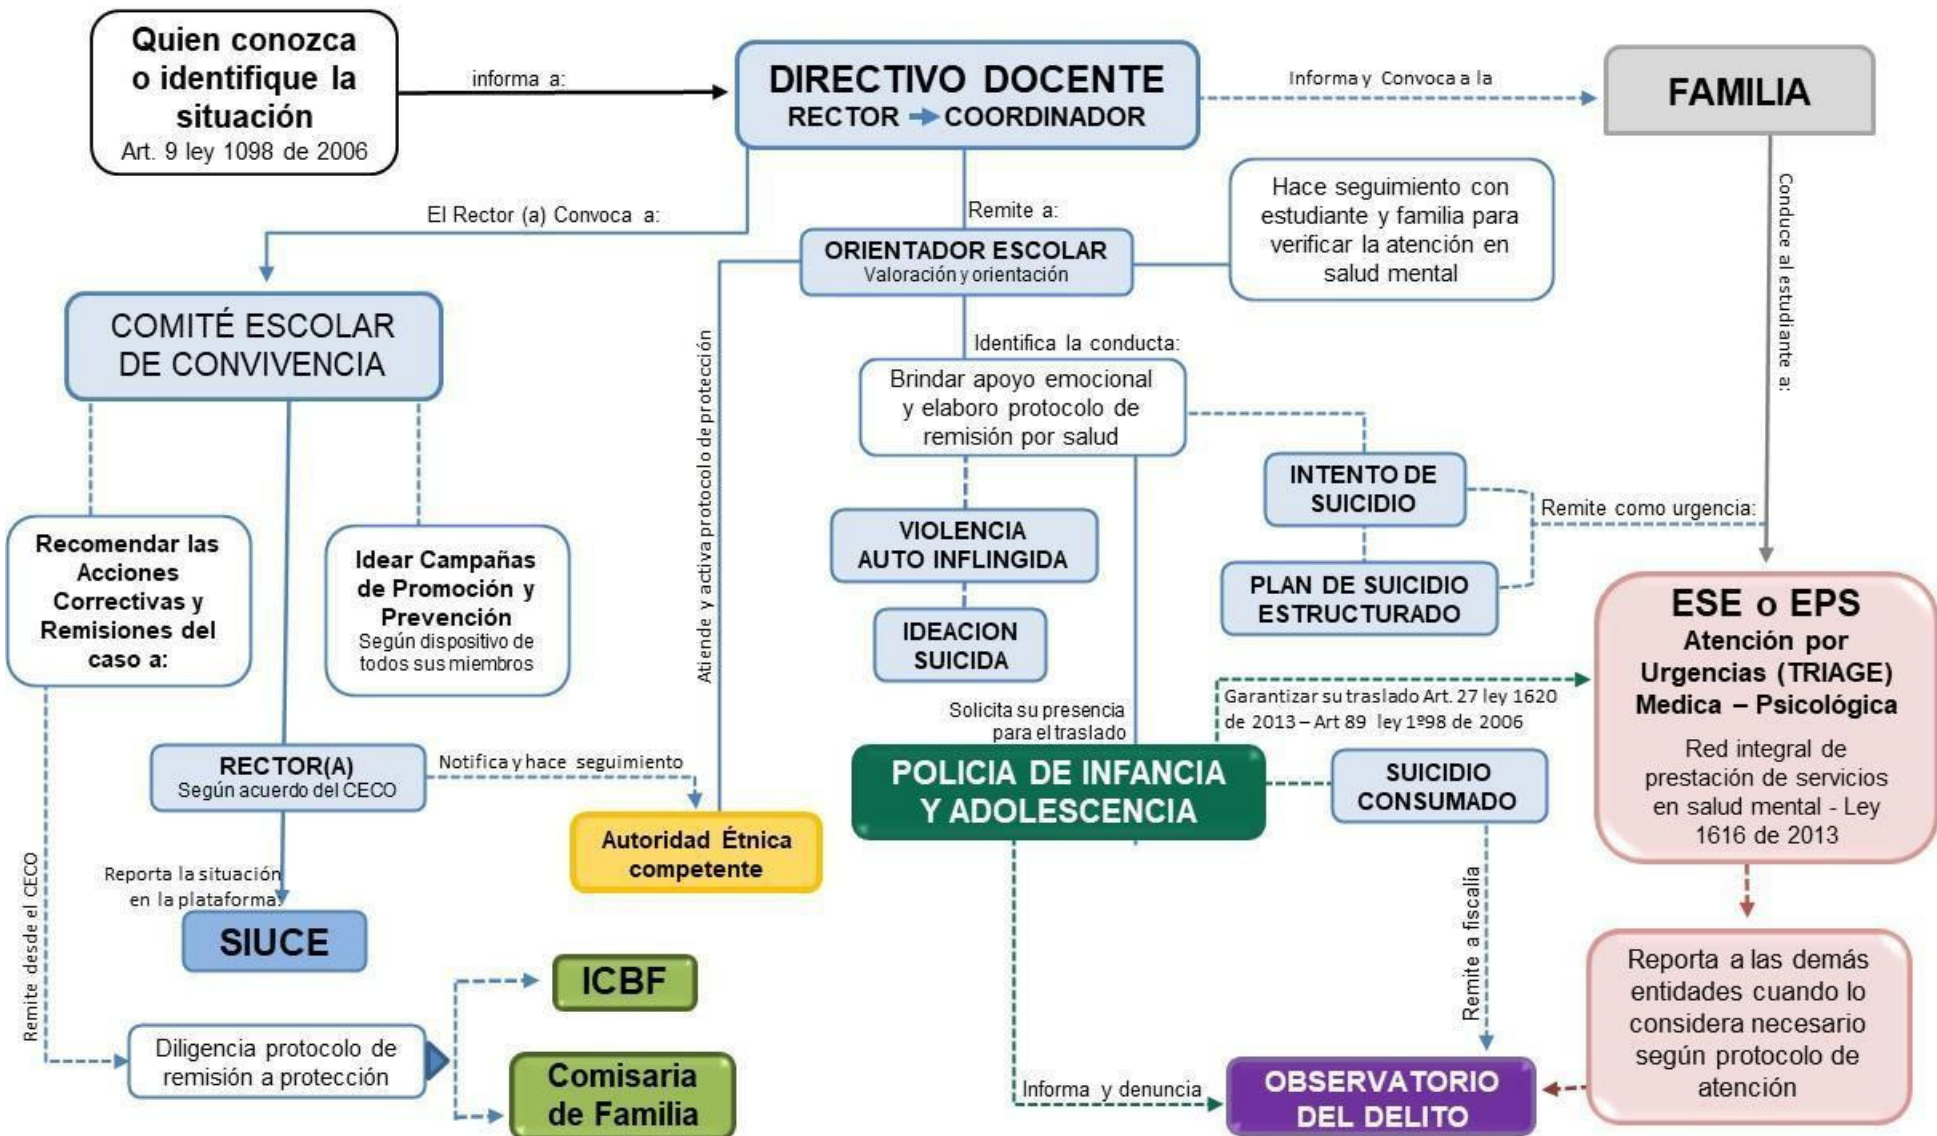 Quien conozca
o identifique la
situación
Art. 9 ley 1098 de 2006
informa a:
DIRECTIVO DOCENTE
RECTOR COORDINADOR
Informa y Convoca a la
FAMILIA
El Rector (a) Convoca a:
Remite a:
ORIENTADOR ESCOLAR
Valoración y orientación
Hace seguimiento con
estudiante y familia para
verificar la atención en
salud mental
Conduce al estudiante a:
COMITÉ ESCOLAR
DE CONVIVENCIA
Atiende y activa protocolo de protección
Identifica la conducta:
Brindar apoyo emocional
y elaboro protocolo de
remisión por salud
INTENTO DE
SUICIDIO
Remite como urgencia:
PLAN DE SUICIDIO
ESTRUCTURADO
VIOLENCIA
AUTO INFLINGIDA
IDEACION
SUICIDA
Recomendar las
Acciones
Correctivas y
Remisiones del
caso a:
Idear Campañas
de Promoción y
Prevención
Según dispositivo de
todos sus miembros
ESE o EPS
Atención por
Urgencias (TRIAGE)
Medica – Psicológica
Red integral de
prestación de servicios
en salud mental - Ley
1616 de 2013
Garantizar su traslado Art. 27 ley 1620
de 2013 – Art 89 ley 1º98 de 2006
Solicita su presencia
para el traslado
RECTOR(A)
Según acuerdo del CECO
Notifica y hace seguimiento
POLICIA DE INFANCIA
Y ADOLESCENCIA
SUICIDIO
CONSUMADO
Autoridad Étnica
competente
Reporta la situación
en la plataforma:
SIUCE
Remite desde el CECO
Remite a fiscalía
ICBF
Diligencia protocolo de
remisión a protección
Comisaria
de Familia
Informa y denuncia
OBSERVATORIO
DEL DELITO
Reporta a las demás
entidades cuando lo
considera necesario
según protocolo de
atención